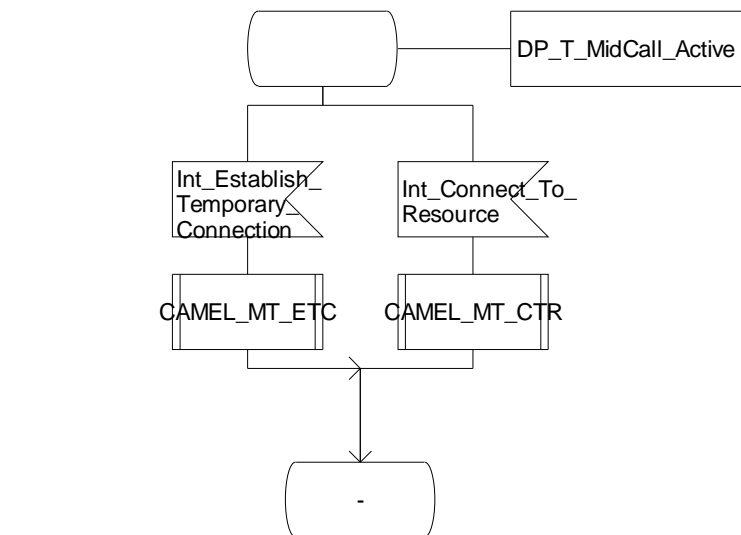 DP_T_MidCall_Active
Int_Establish_
Temporary_
Connection
Int_Connect_To_
Resource
CAMEL_MT_ETC
CAMEL_MT_CTR
-